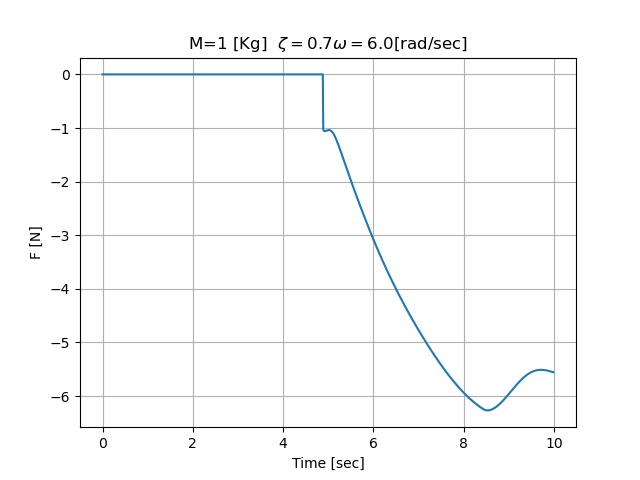 M=1 [Kg] ζ = 0.7ω = 6.0[rad/sec]
0
−1
−2
−3
−4
−5
−6
F [N]
0 2 4 6 8 10
Time [sec]